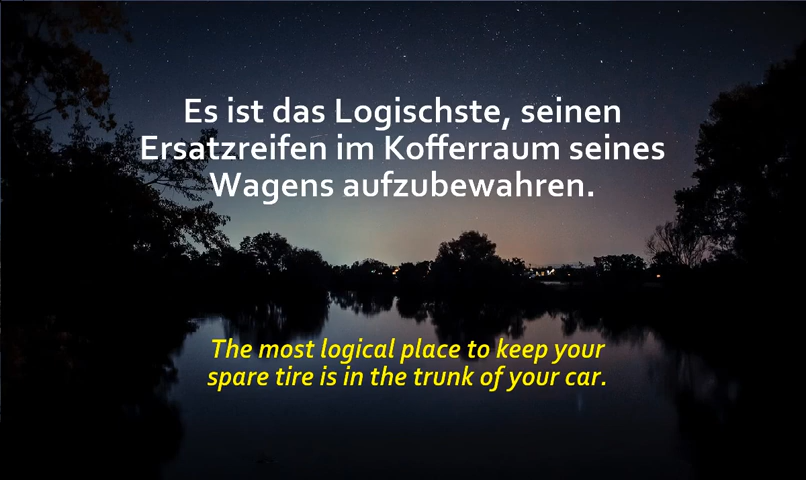 Es ist das Logischste, seinen
Ersatzreifen im Kofferraum seines
Wagens aufzubewahren.
The most logical place to keep your
spare tire is in the trunk of your car.